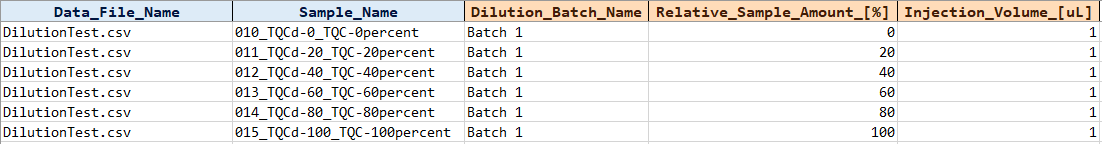 Data_File_Name Sample_Name Dilution_Batch_Name Relative_Sample_Amount_[%] Injection_Volume_[uL]
DilutionTest.csv 010_TQCd-0_TQC-0percent Batch 1 0 1
DilutionTest.csv 011_TQCd-20_TQC-20percent Batch 1 20 1
DilutionTest.csv 012_TQCd-40_TQC-40percent Batch 1 40 1
DilutionTest.csv 013_TQCd-60_TQC-60percent Batch 1 60 1
DilutionTest.csv 014_TQCd-80_TQC-80percent Batch 1 80 1
DilutionTest.csv 015_TQCd-100_TQC-100percent Batch 1 100 1